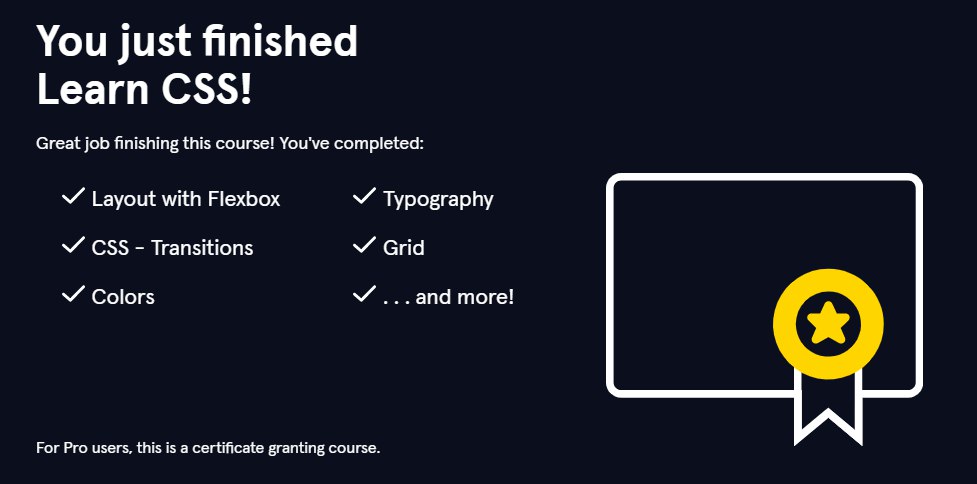 You just finished
Learn CSS!
Great job finishing this course! You've completed:
Layout with Flexbox
Typography
CSS - Transitions
Grid
Colors
. . . and more!
For Pro users, this is a certificate granting course.